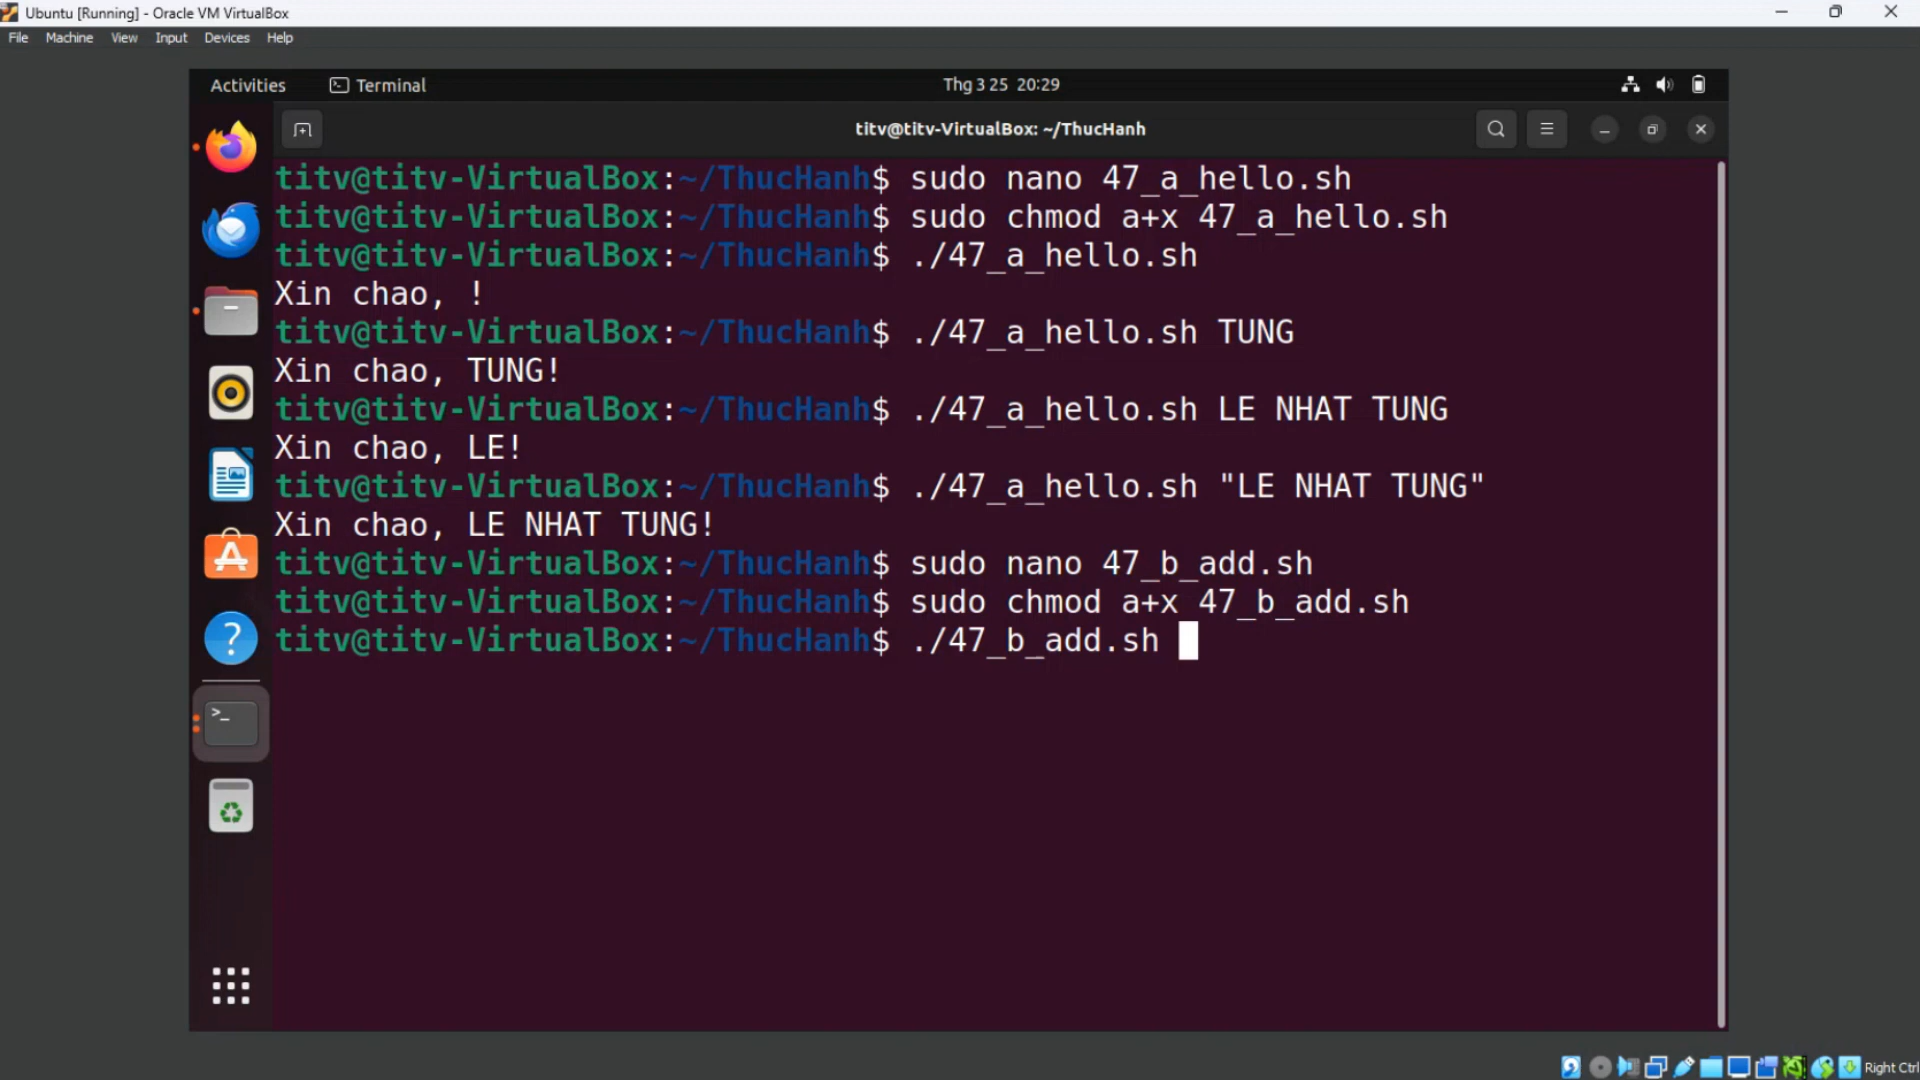 Ubuntu [Running] - Oracle VM VirtualBox
File Machine View Input Devices Help
Activities Terminal Thg 3 25 20:29
titv@titv-VirtualBox: ~/ThucHanh
titv@titv-VirtualBox:~/ThucHanh$ sudo nano 47_a_hello.sh
titv@titv-VirtualBox:~/ThucHanh$ sudo chmod a+x 47_a_hello.sh
titv@titv-VirtualBox:~/ThucHanh$ ./47_a_hello.sh
Xin chao, !
titv@titv-VirtualBox:~/ThucHanh$ ./47_a_hello.sh TUNG
Xin chao, TUNG!
titv@titv-VirtualBox:~/ThucHanh$ ./47_a_hello.sh LE NHAT TUNG
Xin chao, LE!
titv@titv-VirtualBox:~/ThucHanh$ ./47_a_hello.sh "LE NHAT TUNG"
Xin chao, LE NHAT TUNG!
titv@titv-VirtualBox:~/ThucHanh$ sudo nano 47_b_add.sh
titv@titv-VirtualBox:~/ThucHanh$ sudo chmod a+x 47_b_add.sh
titv@titv-VirtualBox:~/ThucHanh$ ./47_b_add.sh
Right Ctrl